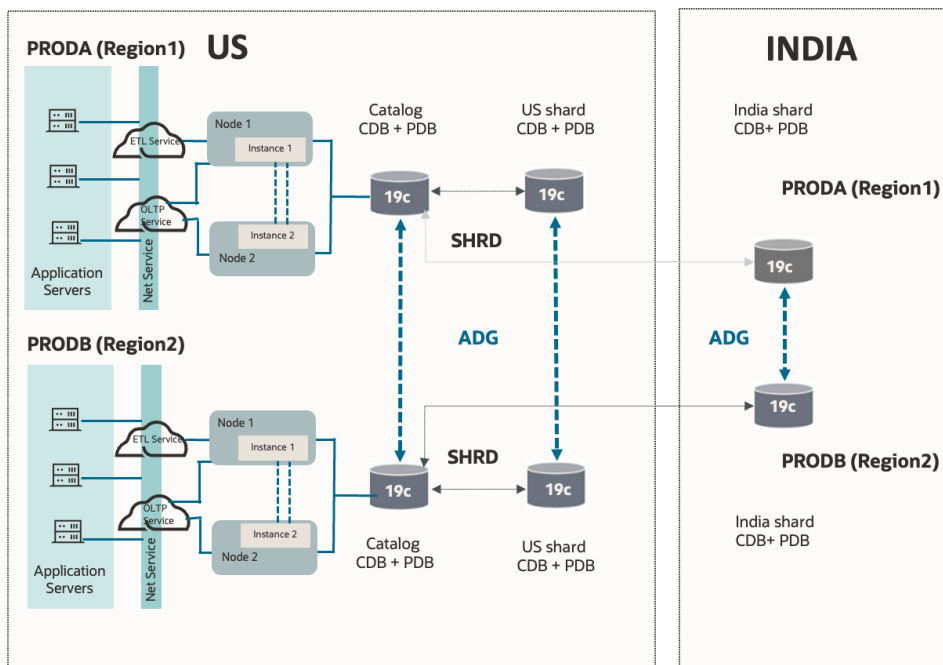 US
INDIA
PRODA (Region1)
ETL Service
OLTP
Service
Net Service
Application
Servers
Node 1
Instance 1
Instance 2
Node 2
Catalog
CDB + PDB
19c
US shard
CDB + PDB
19c
SHRD
India shard
CDB+ PDB
PRODA (Region1)
19c
ADG
ADG
PRODB (Region2)
ETL Service
OLTP
Service
Net Service
Application
Servers
Node 1
Instance 1
Instance 2
Node 2
SHRD
19c
Catalog
CDB + PDB
19c
US shard
CDB + PDB
19c
PRODB (Region2)
India shard
CDB+ PDB